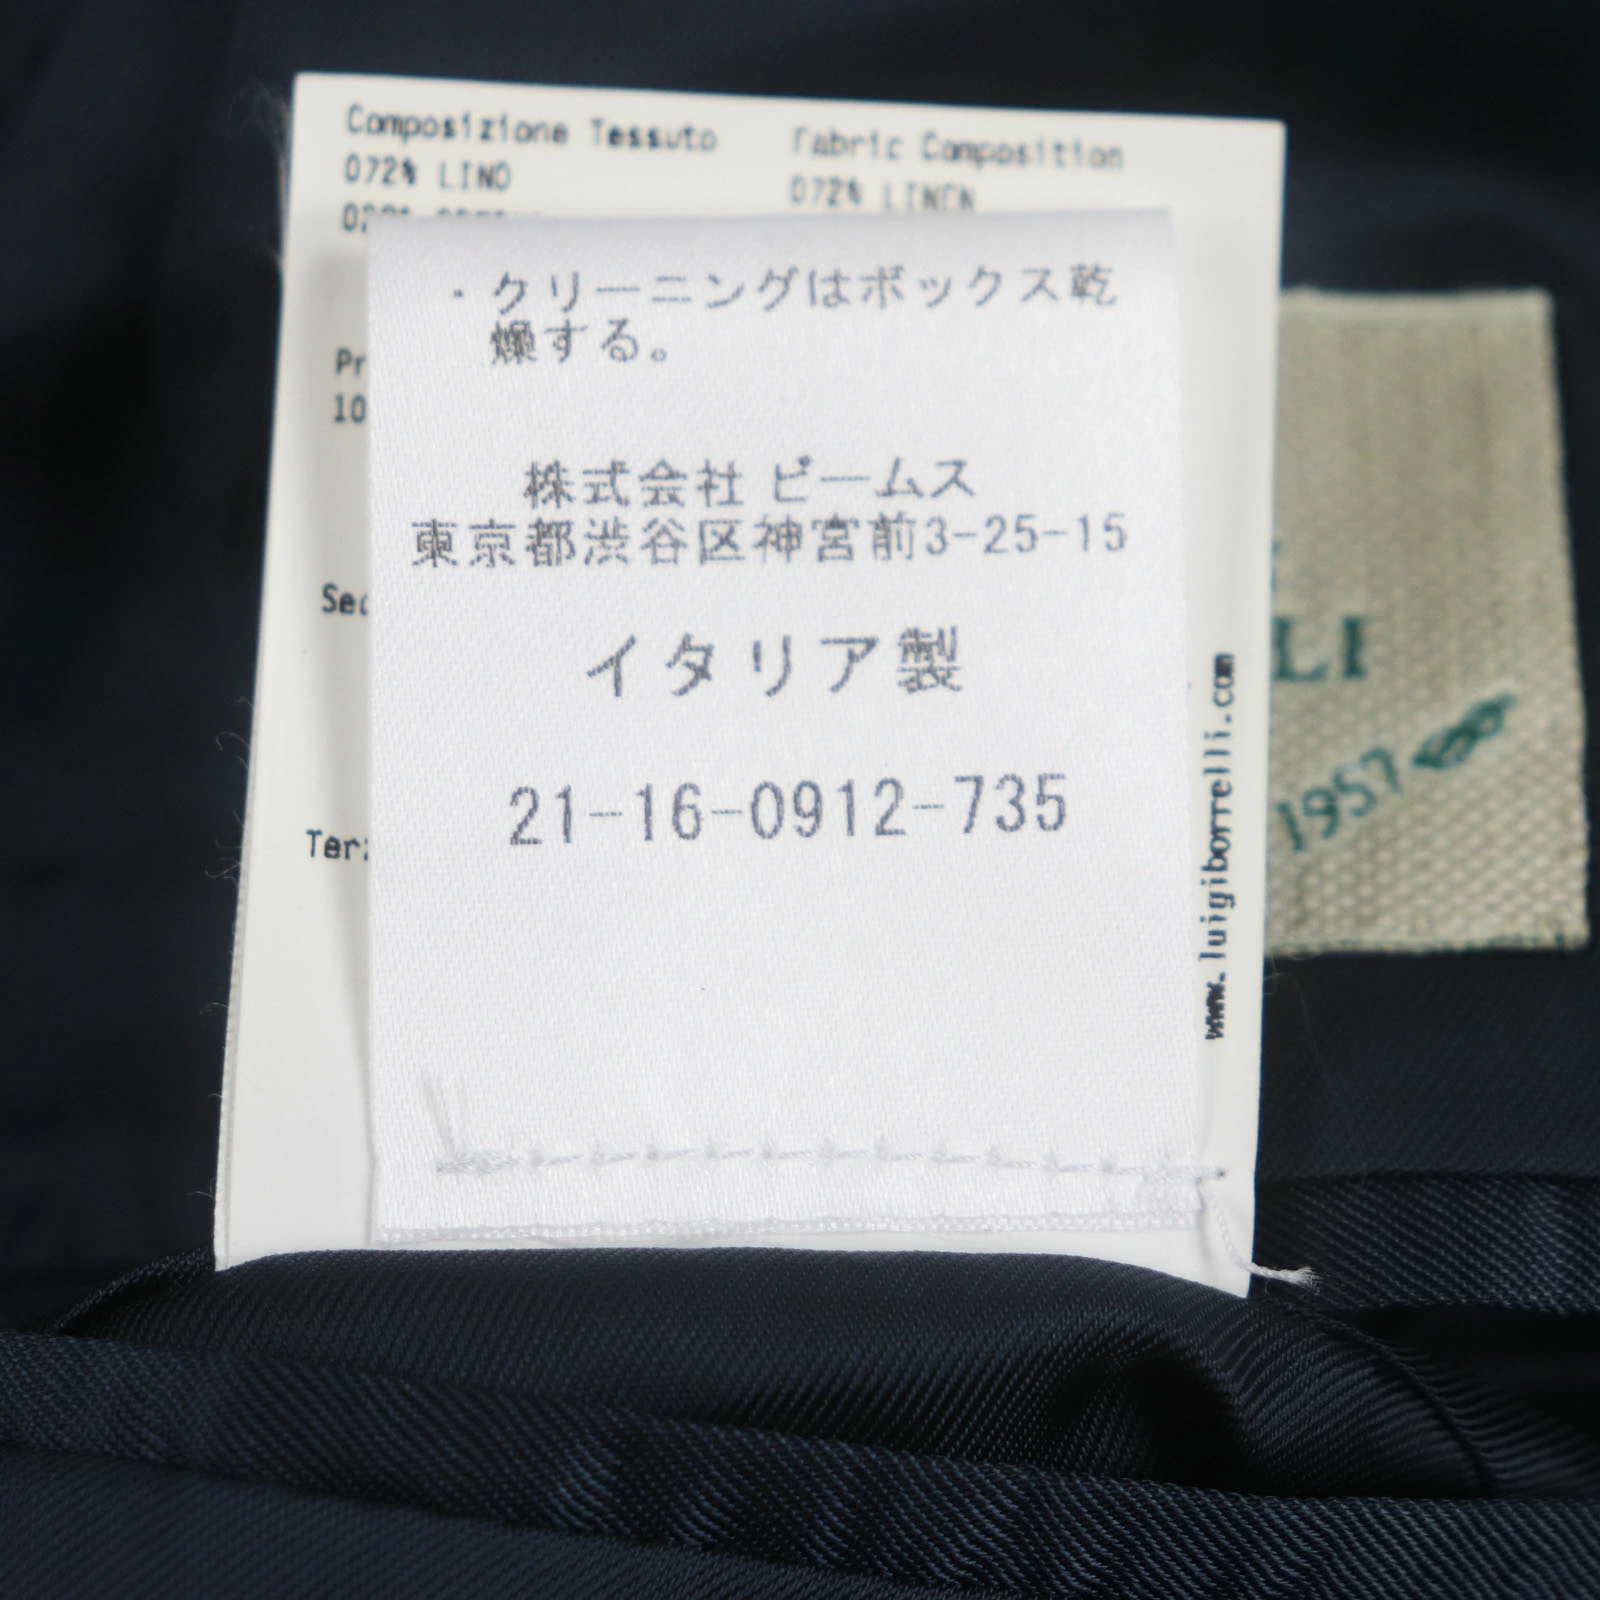 Composizione Tessuto
Fabric Composition
072% LINO
072% LINEN
・クリーニングはボックス乾
燥する。
株式会社 ビームス
東京都渋谷区神宮前3-25-15
イタリア製
21-16-0912-735
www.luigiborrelli.com
1957